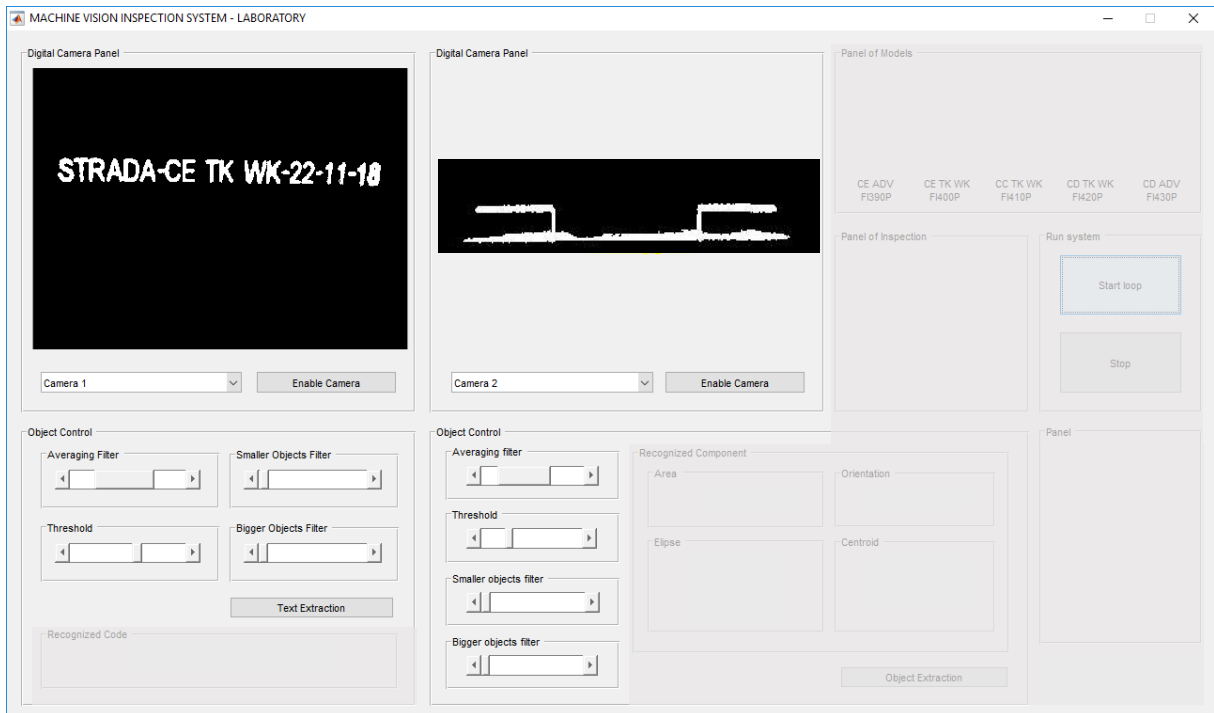 MACHINE VISION INSPECTION SYSTEM - LABORATORY
Digital Camera Panel
STRADA-CE TK WK-22-11-18
Camera 1
Enable Camera
Digital Camera Panel
Camera 2
Enable Camera
Panel of Models
CE ADV CE TK WK CC TK WK CD TK WK CD ADV
FI390P FI400P FI410P FI420P FI430P
Panel of Inspection
Run system
Start loop
Stop
Object Control
Averaging Filter
Smaller Objects Filter
Threshold
Bigger Objects Filter
Text Extraction
Recognized Code
Object Control
Averaging filter
Threshold
Smaller objects filter
Bigger objects filter
Recognized Component
Area
Orientation
Elipse
Centroid
Object Extraction
Panel